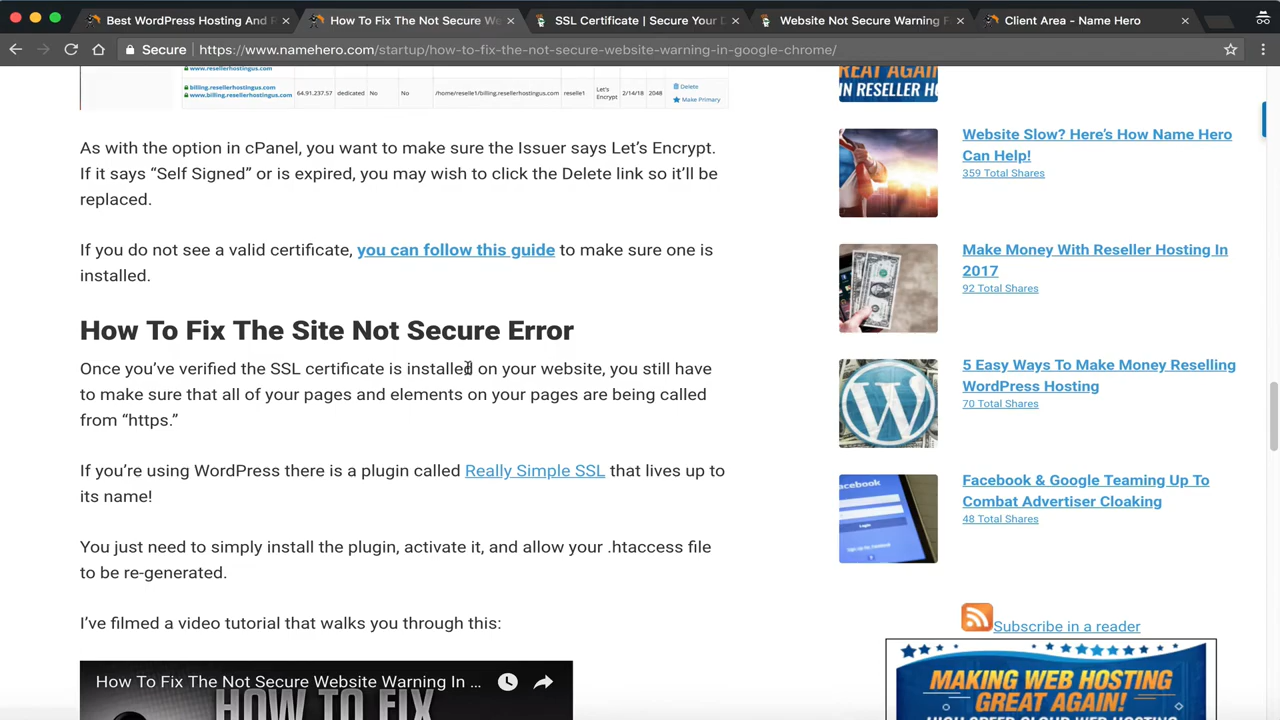 Best WordPress Hosting And R
How To Fix The Not Secure We
SSL Certificate | Secure Your D
Website Not Secure Warning F
Client Area - Name Hero
Secure
https://www.namehero.com/startup/how-to-fix-the-not-secure-website-warning-in-google-chrome/
www.resellerhostingus.com
billing.resellerhostingus.com
www.billing.resellerhostingus.com
64.91.237.57 dedicated No No /home/reselle1/billing.resellerhostingus.com reselle1 Let's Encrypt 2/14/18 2048
Delete
Make Primary
As with the option in cPanel, you want to make sure the Issuer says Let's Encrypt.
If it says “Self Signed” or is expired, you may wish to click the Delete link so it'll be
replaced.
If you do not see a valid certificate, you can follow this guide to make sure one is
installed.
How To Fix The Site Not Secure Error
Once you've verified the SSL certificate is installed on your website, you still have
to make sure that all of your pages and elements on your pages are being called
from “https.”
If you're using WordPress there is a plugin called Really Simple SSL that lives up to
its name!
You just need to simply install the plugin, activate it, and allow your .htaccess file
to be re-generated.
I've filmed a video tutorial that walks you through this:
How To Fix The Not Secure Website Warning In ...
HOW TO FIX
GREAT AGAIN
IN RESELLER H
Website Slow? Here's How Name Hero
Can Help!
359 Total Shares
Make Money With Reseller Hosting In
2017
92 Total Shares
5 Easy Ways To Make Money Reselling
WordPress Hosting
70 Total Shares
facebook
Login
Facebook & Google Teaming Up To
Combat Advertiser Cloaking
48 Total Shares
Subscribe in a reader
MAKING WEB HOSTING
GREAT AGAIN!
HIGH SPEED CLOUD WEB HOSTING